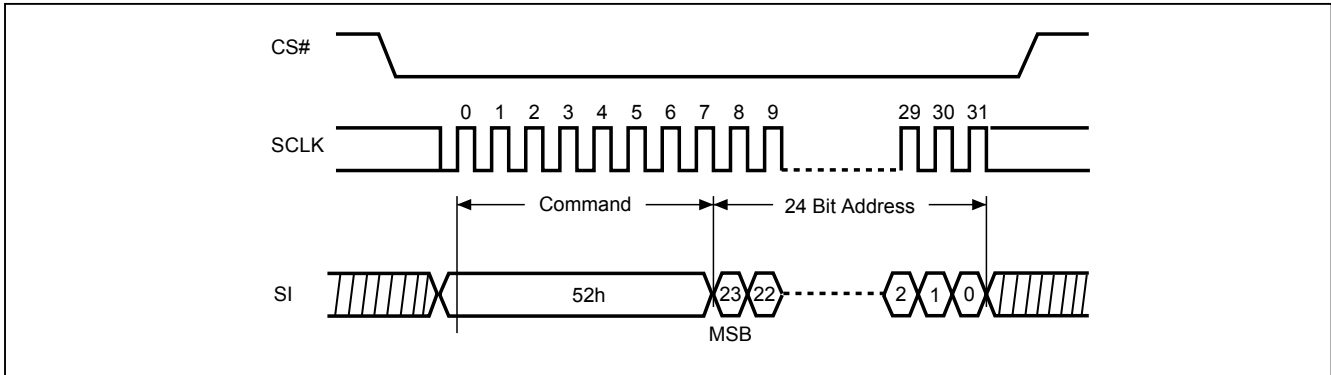 CS#
0 1 2 3 4 5 6 7 8 9 29 30 31
SCLK
Command 24 Bit Address
SI 52h 23 22 2 1 0
MSB